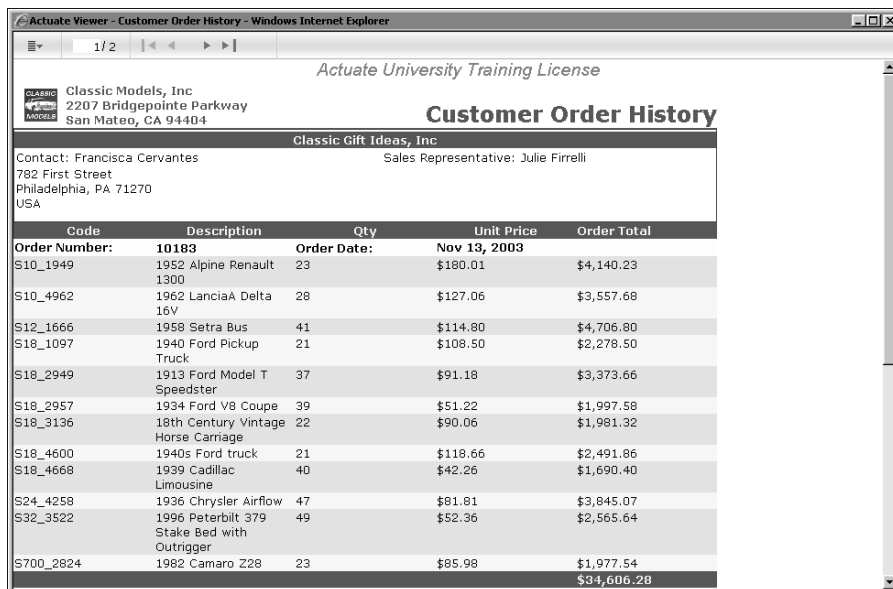 Actuate Viewer - Customer Order History - Windows Internet Explorer
1/ 2
Actuate University Training License
CLASSIC
MODELS
Classic Models, Inc
2207 Bridgepointe Parkway
San Mateo, CA 94404
Customer Order History
Classic Gift Ideas, Inc
Contact: Francisca Cervantes Sales Representative: Julie Firrelli
782 First Street
Philadelphia, PA 71270
USA
Code Description Qty Unit Price Order Total
Order Number: 10183 Order Date: Nov 13, 2003
S10_1949 1952 Alpine Renault 23 $180.01 $4,140.23
1300
S10_4962 1962 LanciaA Delta 28 $127.06 $3,557.68
16V
S12_1666 1958 Setra Bus 41 $114.80 $4,706.80
S18_1097 1940 Ford Pickup 21 $108.50 $2,278.50
Truck
S18_2949 1913 Ford Model T 37 $91.18 $3,373.66
Speedster
S18_2957 1934 Ford V8 Coupe 39 $51.22 $1,997.58
S18_3136 18th Century Vintage 22 $90.06 $1,981.32
Horse Carriage
S18_4600 1940s Ford truck 21 $118.66 $2,491.86
S18_4668 1939 Cadillac 40 $42.26 $1,690.40
Limousine
S24_4258 1936 Chrysler Airflow 47 $81.81 $3,845.07
S32_3522 1996 Peterbilt 379 49 $52.36 $2,565.64
Stake Bed with
Outrigger
S700_2824 1982 Camaro Z28 23 $85.98 $1,977.54
$34,606.28